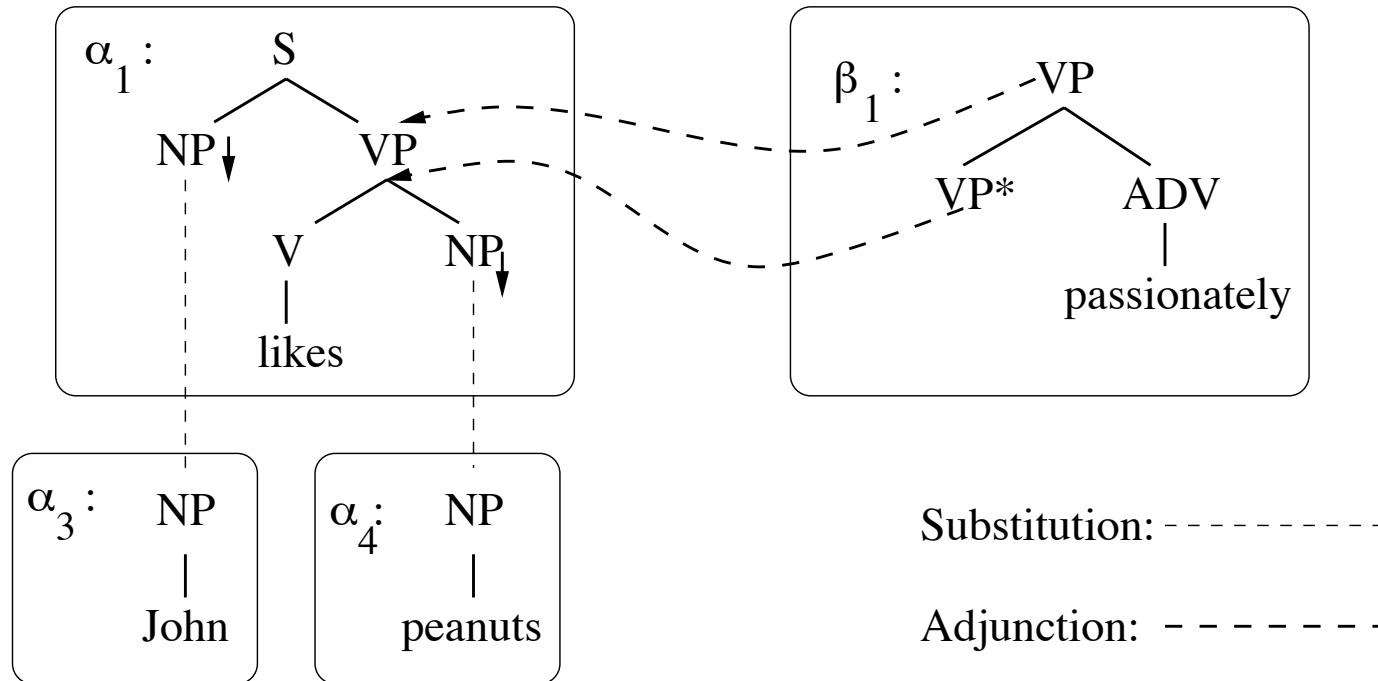 α1 : S
NP↓ VP
V NP↓
likes
β1 : VP
VP* ADV
passionately
α3 : NP
John
α4 : NP
peanuts
Substitution:
Adjunction: